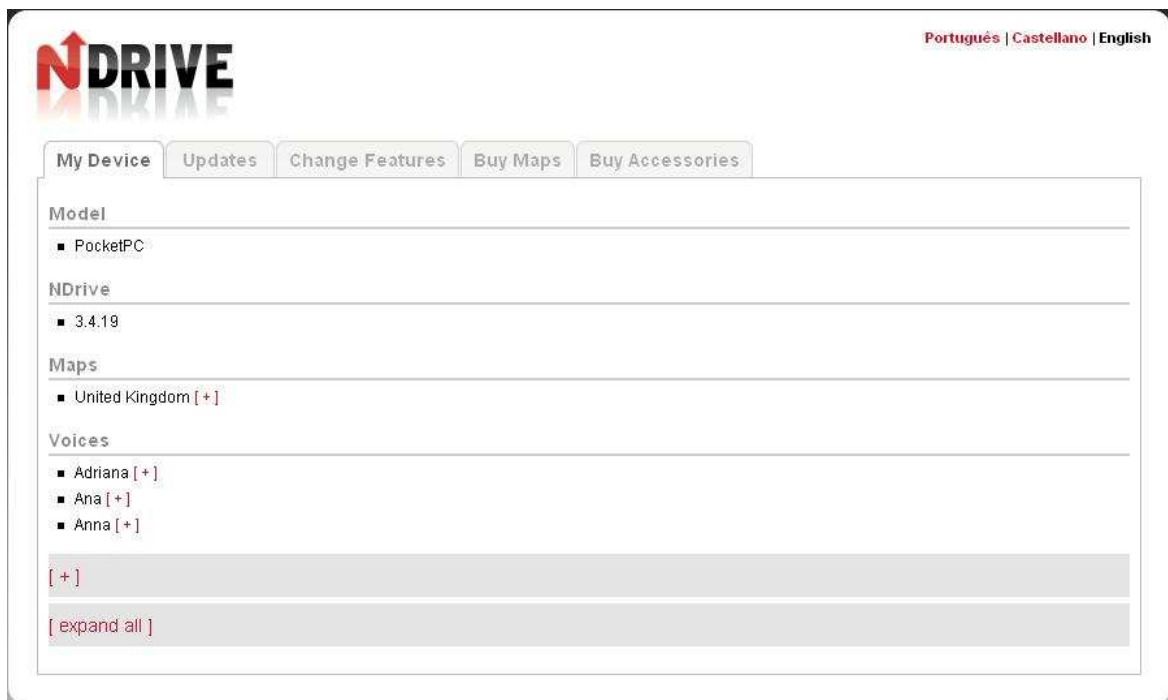 NDRIVE
Portugués | Castellano | English
My Device Updates Change Features Buy Maps Buy Accessories
Model
▪ PocketPC
NDrive
▪ 3.4.19
Maps
▪ United Kingdom [ + ]
Voices
▪ Adriana [ + ]
▪ Ana [ + ]
▪ Anna [ + ]
[ + ]
[ expand all ]